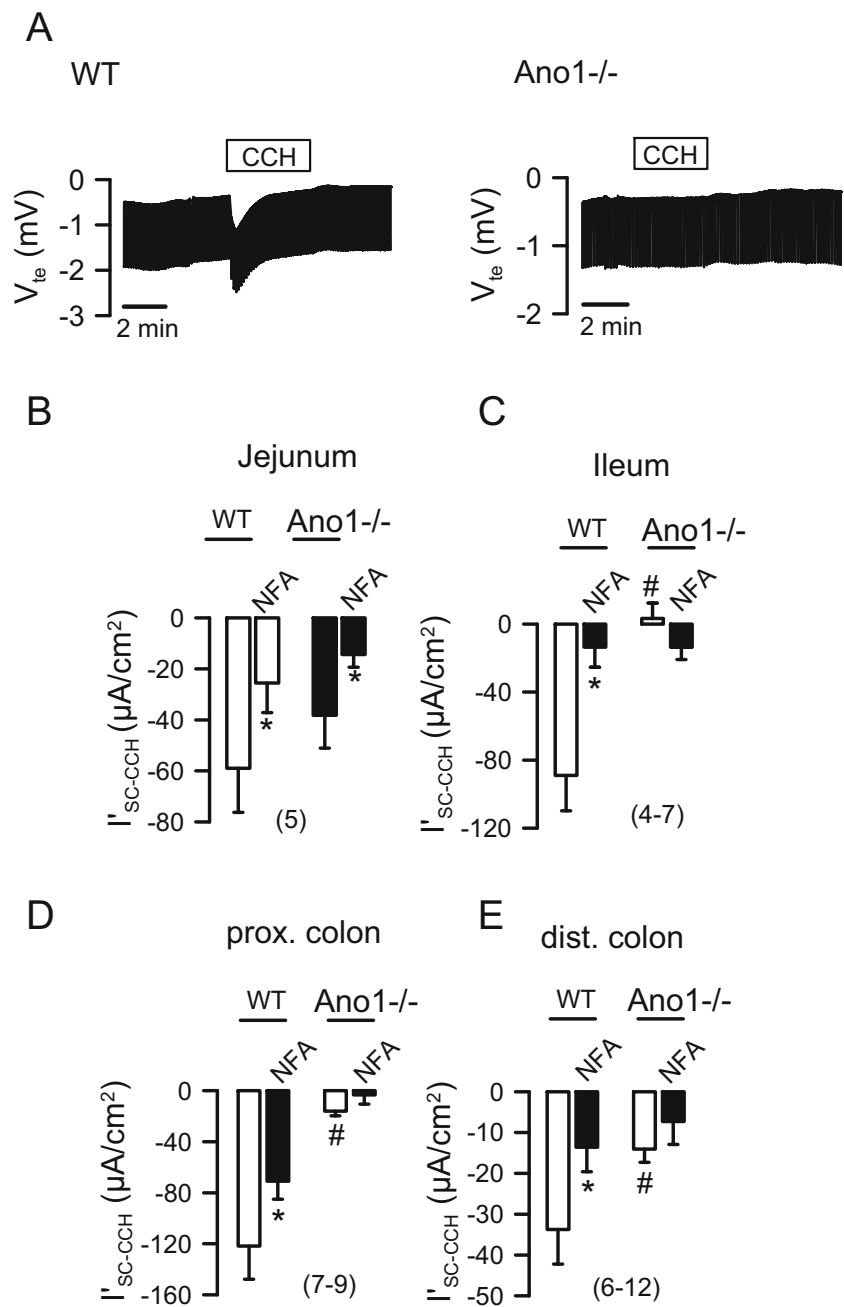 A
WT
Ano1-/-
CCH
CCH
0
-1
-2
-3
V te (mV)
2 min
0
-1
-2
V te (mV)
2 min
B
Jejunum
WT
Ano1-/-
NFA
NFA
0
-20
-40
-60
-80
I' SC-CCH (µA/cm²)
*
*
(5)
C
Ileum
WT
Ano1-/-
NFA
#
NFA
0
-40
-80
-120
I' SC-CCH (µA/cm²)
*
(4-7)
D
prox. colon
WT
Ano1-/-
NFA
NFA
0
-40
-80
-120
-160
I' SC-CCH (µA/cm²)
*
#
(7-9)
E
dist. colon
WT
Ano1-/-
NFA
NFA
0
-10
-20
-30
-40
-50
I' SC-CCH (µA/cm²)
*
#
(6-12)